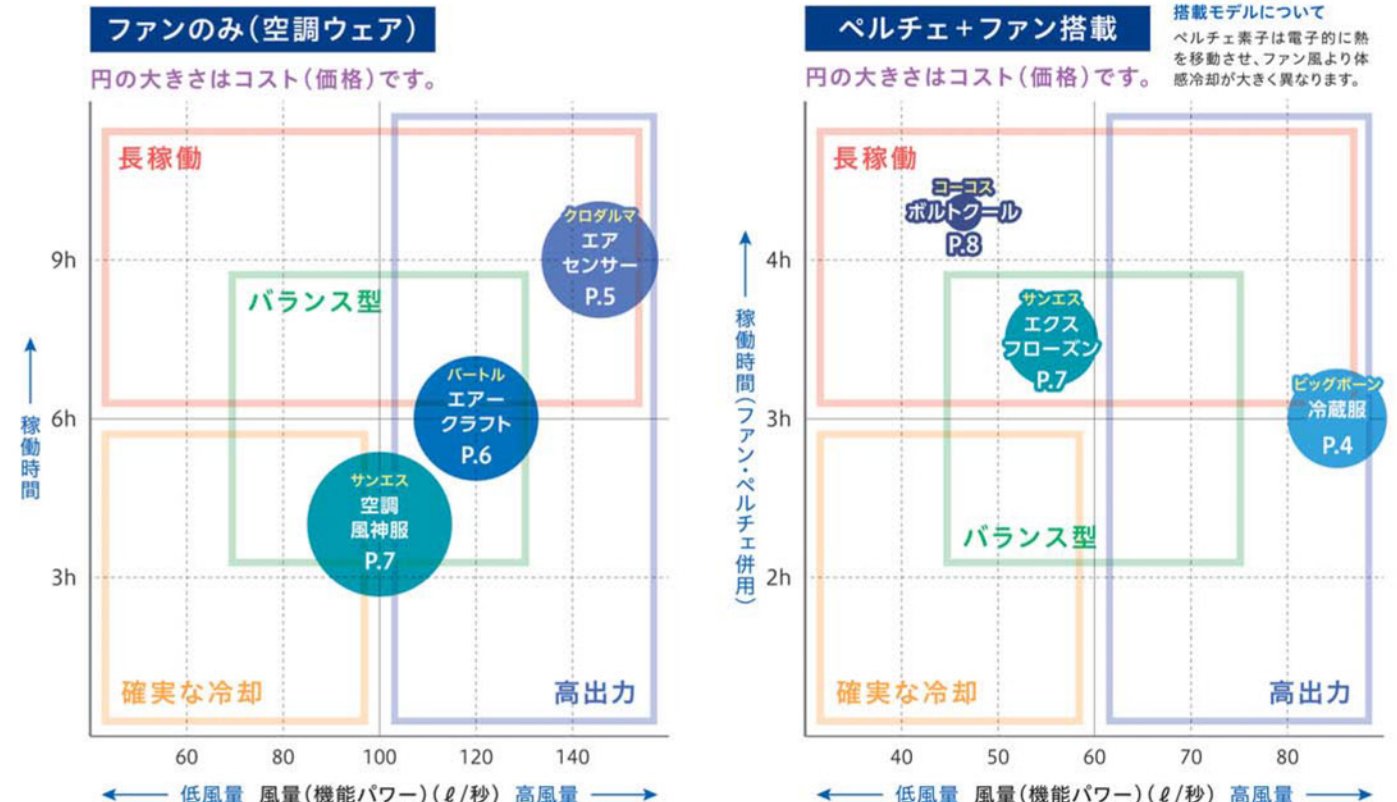 ファンのみ(空調ウェア)
円の大きさはコスト(価格)です。
長稼働
クロダルマ
エア
センサー
P.5
9h
バランス型
バートル
エアー
クラフト
P.6
6h
サンエス
空調
風神服
P.7
3h
確実な冷却
高出力
稼働時間
60 80 100 120 140
低風量 風量(機能パワー)(ℓ/秒) 高風量
ペルチェ+ファン搭載
搭載モデルについて
ペルチェ素子は電子的に熱
を移動させ、ファン風より体
感冷却が大きく異なります。
円の大きさはコスト(価格)です。
長稼働
コーコス
ボルトクール
P.8
4h
サンエス
エクス
フローズン
P.7
ビッグボーン
冷蔵服
P.4
3h
バランス型
2h
確実な冷却
高出力
稼働時間(ファン・ペルチェ併用)
40 50 60 70 80
低風量 風量(機能パワー)(ℓ/秒) 高風量